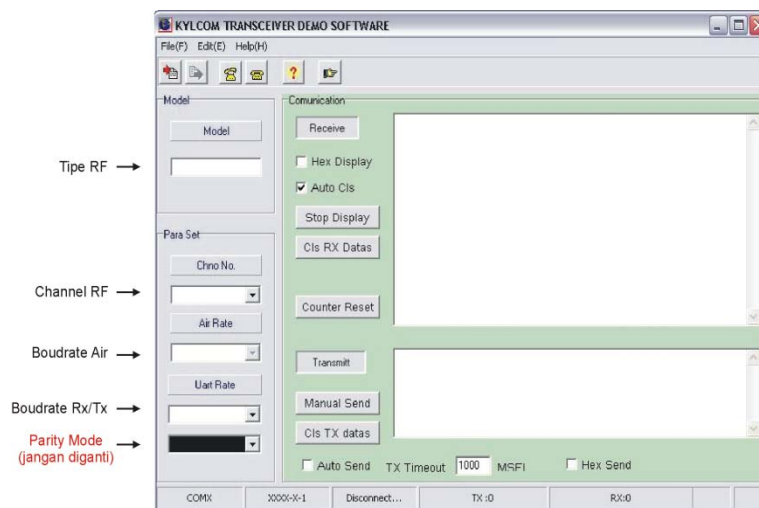 KYLCOM TRANSCEIVER DEMO SOFTWARE
File(F) Edit(E) Help(H)
Model
Model
Tipe RF
Para Set
Chno No.
Channel RF
Air Rate
Boudrate Air
Uart Rate
Boudrate Rx/Tx
Parity Mode
(jangan diganti)
Comunication
Receive
Hex Display
Auto Cls
Stop Display
Cls RX Datas
Counter Reset
Transmitt
Manual Send
Cls TX datas
Auto Send TX Timeout 1000 Hex Send
COMX XXXX-X-1 Disconnect... TX :0 RX:0